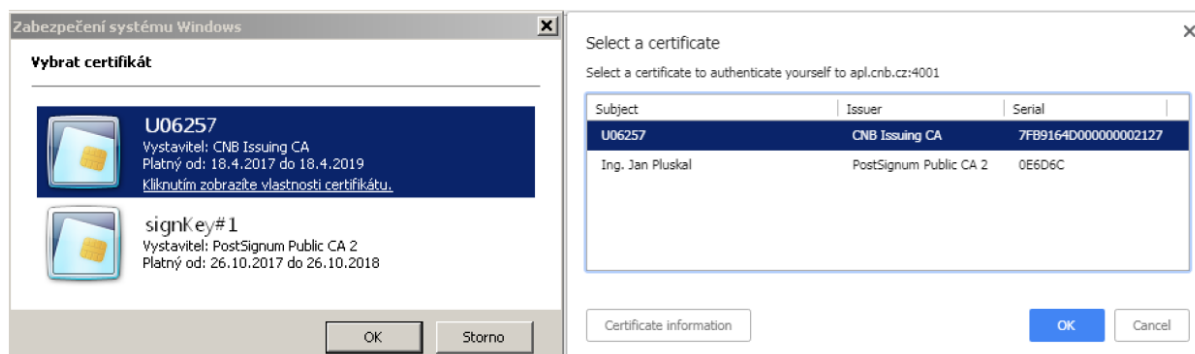 Zabezpečení systému Windows
Vybrat certifikát
U06257
Vystavitel: CNB Issuing CA
Platný od: 18.4.2017 do 18.4.2019
Kliknutím zobrazíte vlastnosti certifikátu.
signKey#1
Vystavitel: PostSignum Public CA 2
Platný od: 26.10.2017 do 26.10.2018
OK Storno
Select a certificate
Select a certificate to authenticate yourself to apl.cnb.cz:4001
Subject Issuer Serial
U06257 CNB Issuing CA 7FB9164D000000002127
Ing. Jan Pluskal PostSignum Public CA 2 0E6D6C
Certificate information OK Cancel